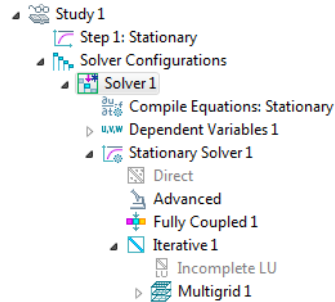 Study 1
Step 1: Stationary
Solver Configurations
Solver 1
Compile Equations: Stationary
u,v,w Dependent Variables 1
Stationary Solver 1
Direct
Advanced
Fully Coupled 1
Iterative 1
Incomplete LU
Multigrid 1